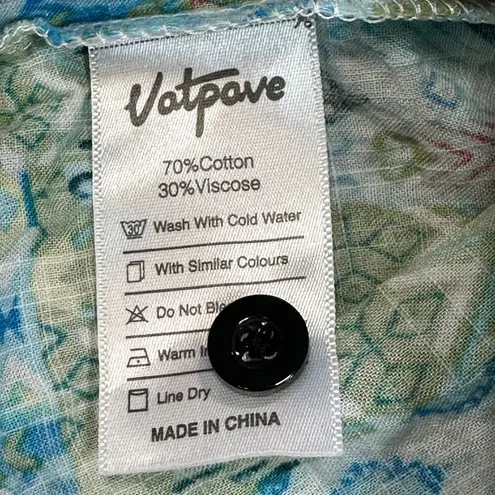 Vatpave
70%Cotton
30%Viscose
30° Wash With Cold Water
With Similar Colours
Do Not
Warm
Line Dry
MADE IN CHINA